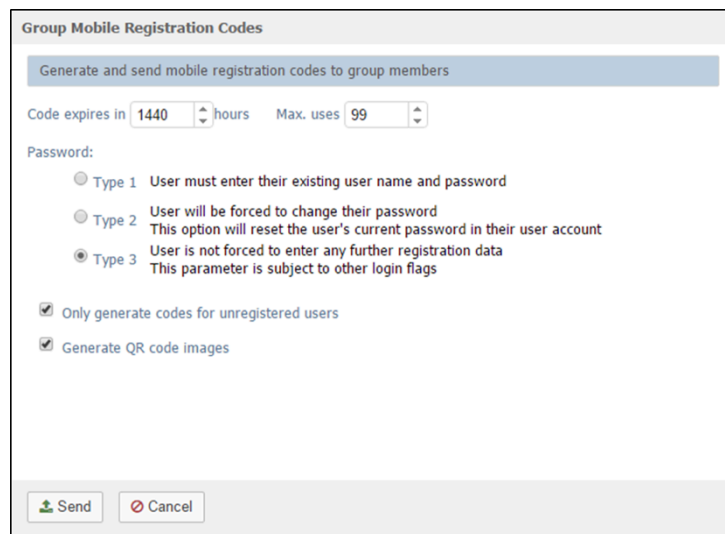 Group Mobile Registration Codes
Generate and send mobile registration codes to group members
Code expires in 1440 hours Max. uses 99
Password:
Type 1 User must enter their existing user name and password
Type 2 User will be forced to change their password
This option will reset the user's current password in their user account
Type 3 User is not forced to enter any further registration data
This parameter is subject to other login flags
Only generate codes for unregistered users
Generate QR code images
Send Cancel